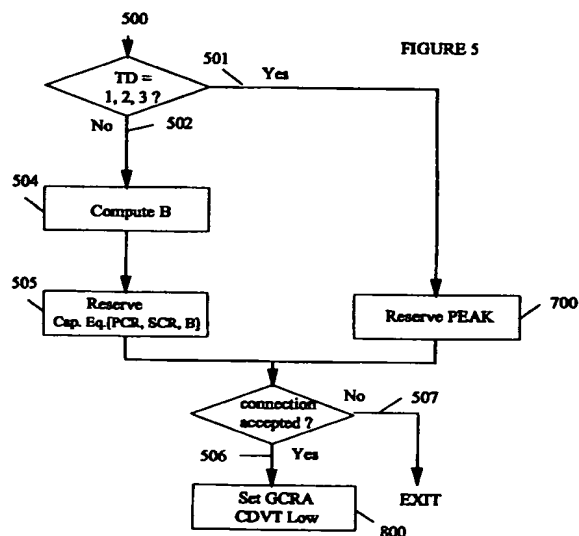 500
FIGURE 5
TD =
1, 2, 3 ?
501
Yes
No
502
504
Compute B
505
Reserve
Cap. Eq.{PCR, SCR, B}
Reserve PEAK
700
connection
accepted ?
No
507
506
Yes
EXIT
Set GCRA
CDVT Low
800